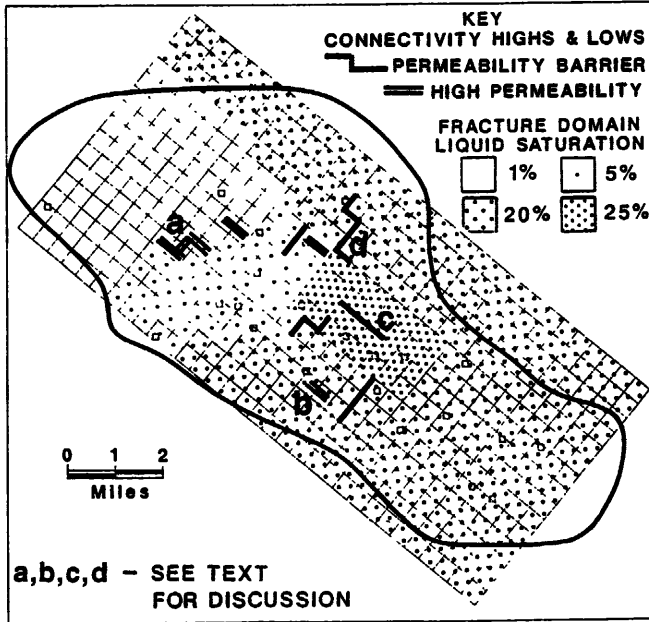 KEY
CONNECTIVITY HIGHS & LOWS
PERMEABILITY BARRIER
HIGH PERMEABILITY
FRACTURE DOMAIN
LIQUID SATURATION
1% 5%
20% 25%
a
d
c
b
0 1 2
Miles
a,b,c,d - SEE TEXT
FOR DISCUSSION